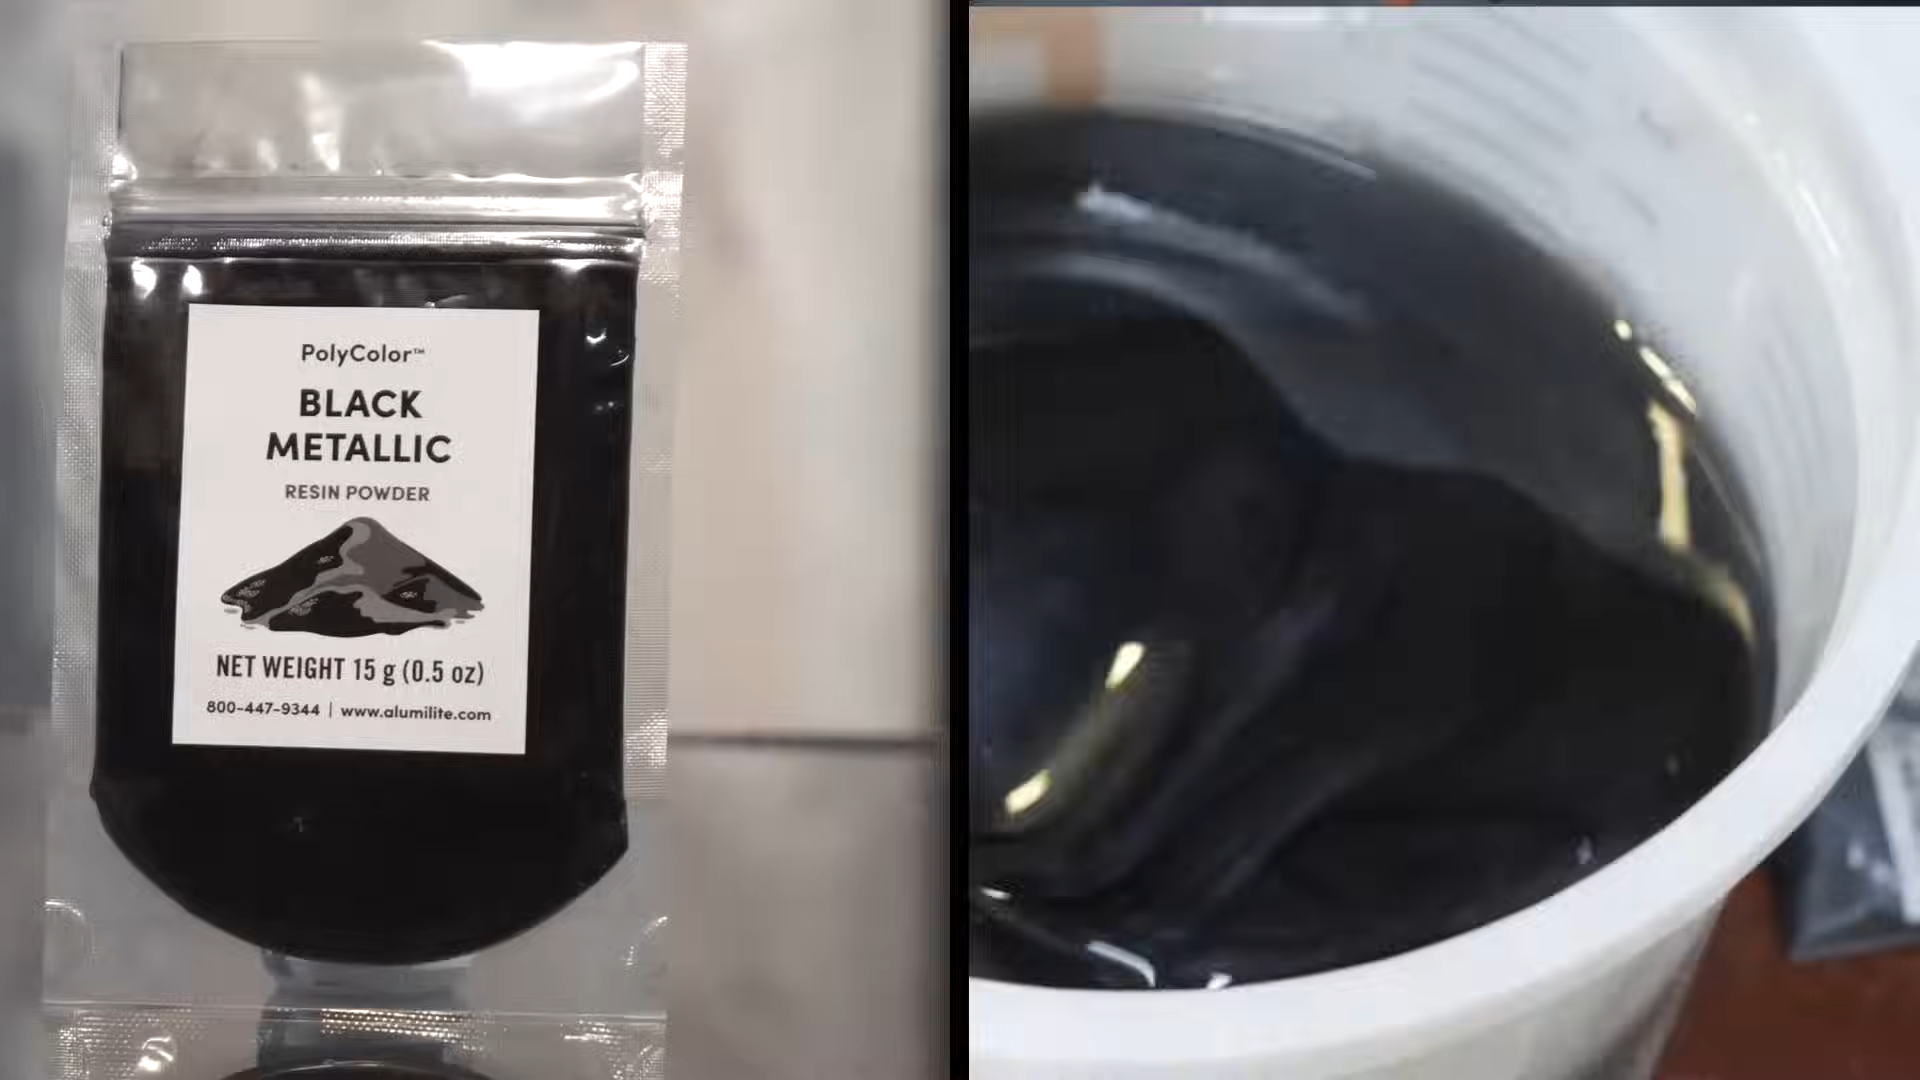 PolyColor™
BLACK
METALLIC
RESIN POWDER
NET WEIGHT 15 g (0.5 oz)
800-447-9344 | www.alumilite.com